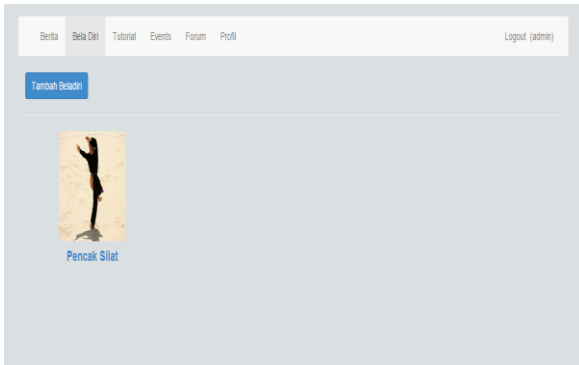 Berita Bela Diri Tutorial Events Forum Profil Logout (admin)
Tambah Beladiri
Pencak Silat